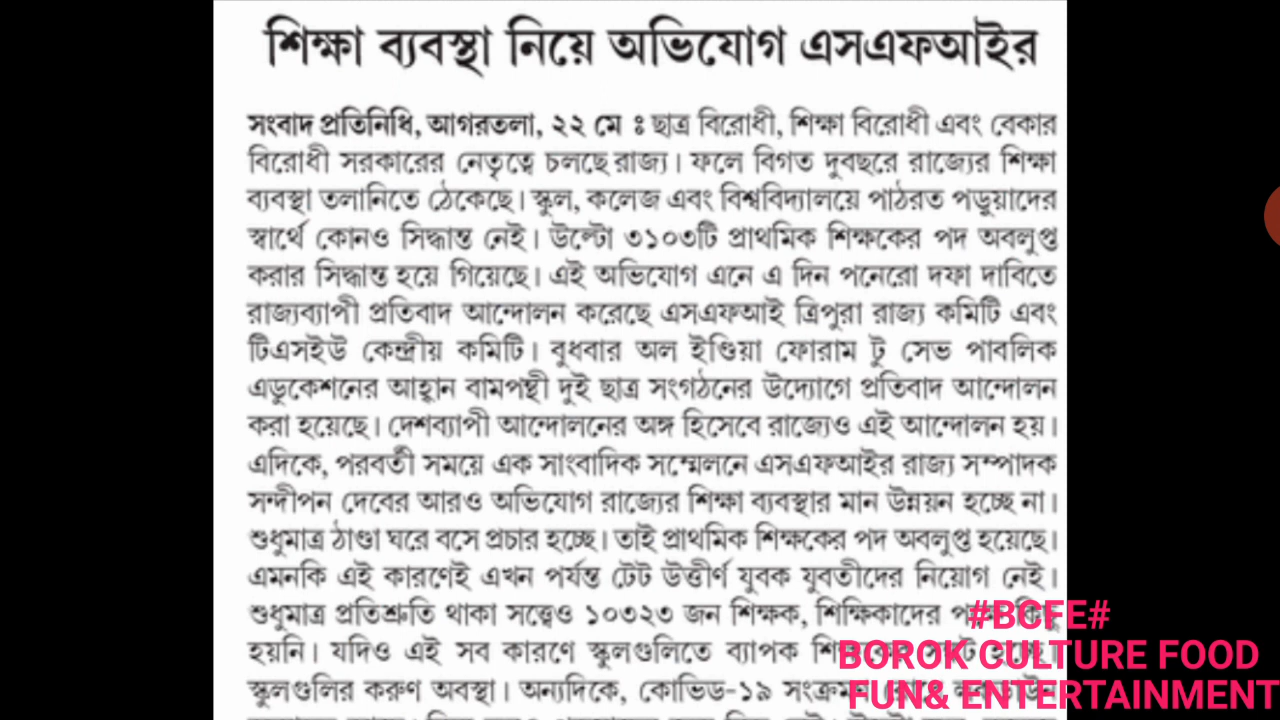 শিক্ষা ব্যবস্থা নিয়ে অভিযোগ এসএফআইর
সংবাদ প্রতিনিধি, আগরতলা, ২২ মে ঃ ছাত্র বিরোধী, শিক্ষা বিরোধী এবং বেকার
বিরোধী সরকারের নেতৃত্বে চলছে রাজ্য। ফলে বিগত দুবছরে রাজ্যের শিক্ষা
ব্যবস্থা তলানিতে ঠেকেছে। স্কুল, কলেজ এবং বিশ্ববিদ্যালয়ে পাঠরত পড়ুয়াদের
স্বার্থে কোনও সিদ্ধান্ত নেই। উল্টো ৩১০৩টি প্রাথমিক শিক্ষকের পদ অবলুপ্ত
করার সিদ্ধান্ত হয়ে গিয়েছে। এই অভিযোগ এনে এ দিন পনেরো দফা দাবিতে
রাজ্যব্যাপী প্রতিবাদ আন্দোলন করেছে এসএফআই ত্রিপুরা রাজ্য কমিটি এবং
টিএসইউ কেন্দ্রীয় কমিটি। বুধবার অল ইণ্ডিয়া ফোরাম টু সেভ পাবলিক
এডুকেশনের আহ্বান বামপন্থী দুই ছাত্র সংগঠনের উদ্যোগে প্রতিবাদ আন্দোলন
করা হয়েছে। দেশব্যাপী আন্দোলনের অঙ্গ হিসেবে রাজ্যেও এই আন্দোলন হয়।
এদিকে, পরবর্তী সময়ে এক সাংবাদিক সম্মেলনে এসএফআইর রাজ্য সম্পাদক
সন্দীপন দেবের আরও অভিযোগ রাজ্যের শিক্ষা ব্যবস্থার মান উন্নয়ন হচ্ছে না।
শুধুমাত্র ঠাণ্ডা ঘরে বসে প্রচার হচ্ছে। তাই প্রাথমিক শিক্ষকের পদ অবলুপ্ত হয়েছে।
এমনকি এই কারণেই এখন পর্যন্ত টেট উত্তীর্ণ যুবক যুবতীদের নিয়োগ নেই।
শুধুমাত্র প্রতিশ্রুতি থাকা সত্ত্বেও ১০৩২৩ জন শিক্ষক, শিক্ষিকাদের
হয়নি। যদিও এই সব কারণে স্কুলগুলিতে ব্যাপক
স্কুলগুলির করুণ অবস্থা। অন্যদিকে, কোভিড-১৯
#BCFE#
BOROK CULTURE FOOD
FUN& ENTERTAINMENT